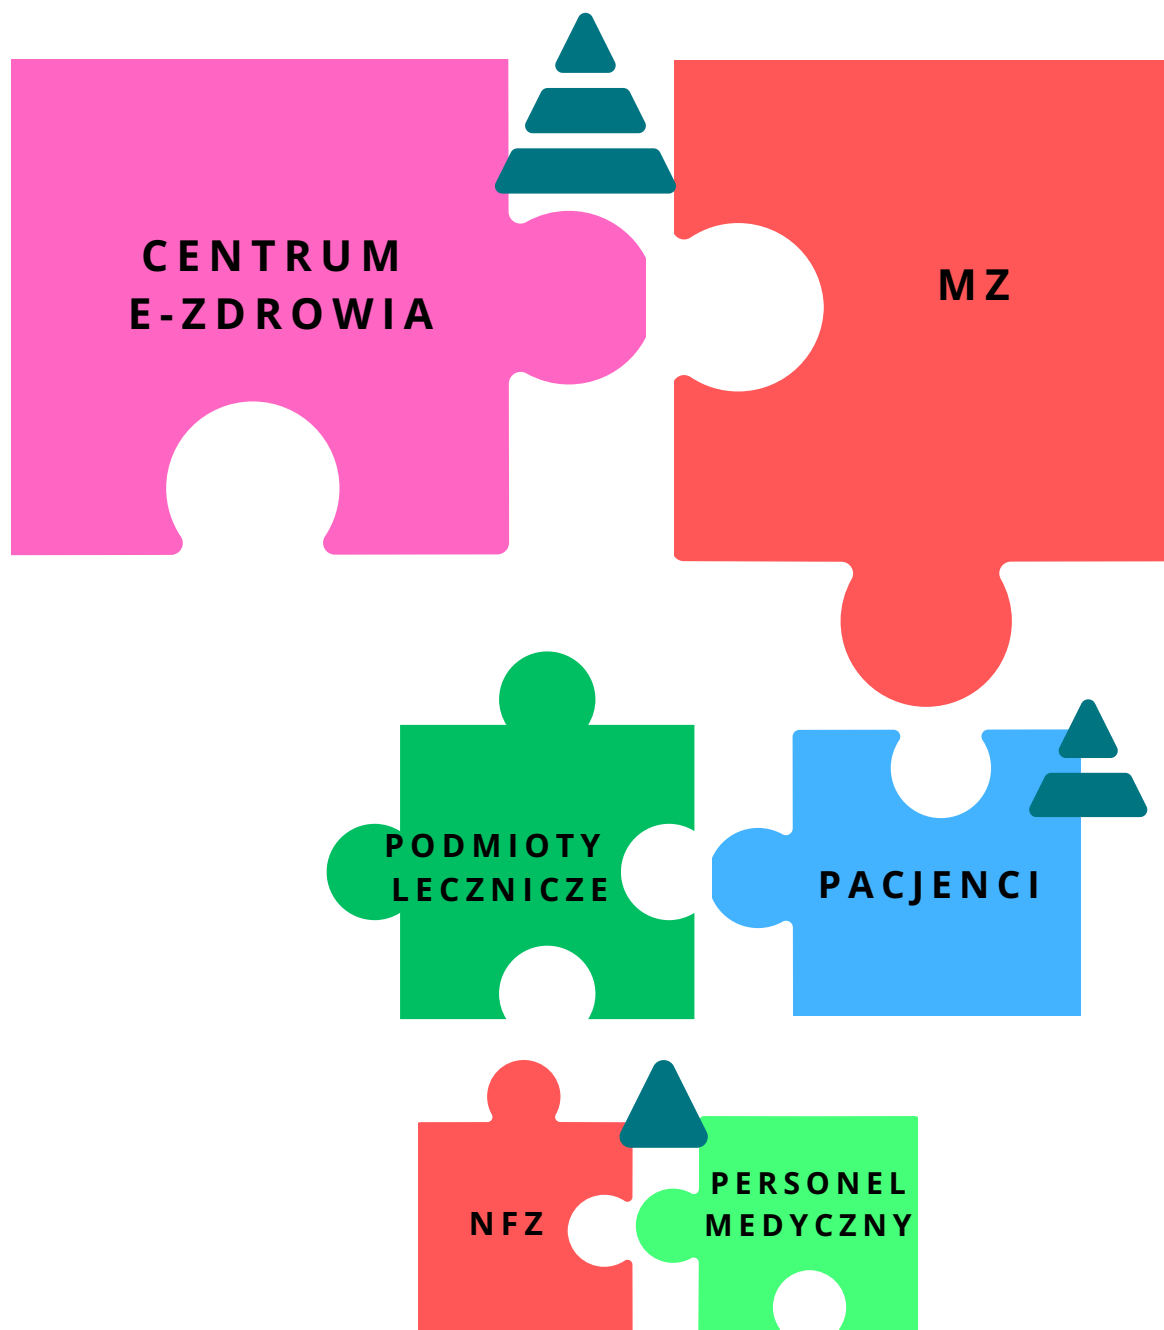 CENTRUM
E-ZDROWIA
MZ
PODMIOTY
LECZNICZE
PACJENCI
NFZ
PERSONEL
MEDYCZNY